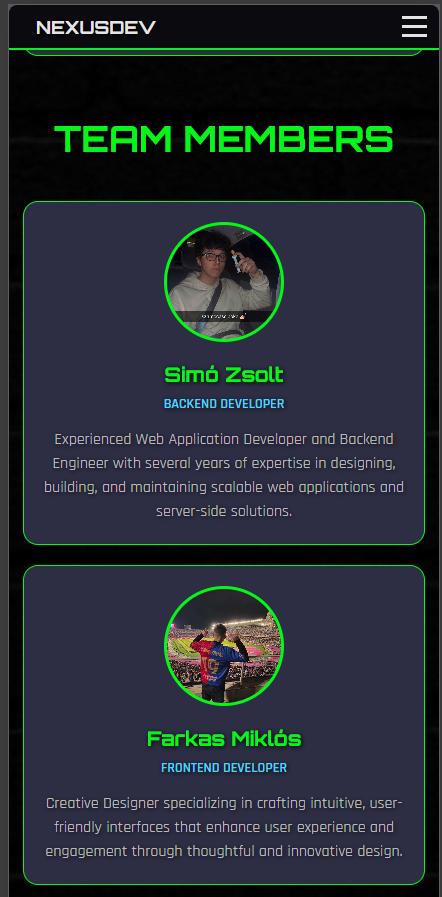 NEXUSDEV
TEAM MEMBERS
Simó Zsolt
BACKEND DEVELOPER
Experienced Web Application Developer and Backend
Engineer with several years of expertise in designing,
building, and maintaining scalable web applications and
server-side solutions.
Farkas Miklós
FRONTEND DEVELOPER
Creative Designer specializing in crafting intuitive, user-
friendly interfaces that enhance user experience and
engagement through thoughtful and innovative design.